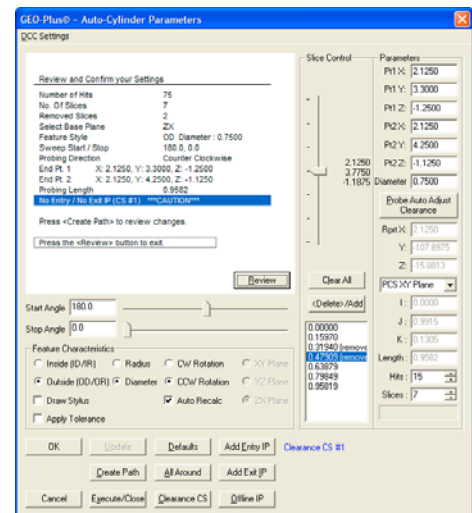 GEO-Plus© - Auto-Cylinder Parameters
DCC Settings
Review and Confirm your Settings
Number of Hits 75
No. Of Slices 7
Removed Slices 2
Select Base Plane ZX
Feature Style OD Diameter : 0.7500
Sweep Start / Stop 180.0, 0.0
Probing Direction Counter Clockwise
End Pt. 1 X: 2.1250, Y: 3.3000, Z: -1.2500
End Pt. 2 X: 2.1250, Y: 4.2500, Z: -1.1250
Probing Length 0.9582
No Entry / No Exit IP (CS #1) ***CAUTION***
Press <Create Path> to review changes.
Press the <Review> button to exit.
Review
Start Angle 180.0
Stop Angle 0.0
Feature Characteristics
Inside (ID/IR) Radius CW Rotation XY Plane
Outside (OD/OR) Diameter CCW Rotation YZ Plane
Draw Stylus Auto Recalc ZX Plane
Apply Tolerance
OK Update Defaults Add Entry IP Clearance CS #1
Create Path All Around Add Exit IP
Cancel Execute/Close Clearance CS Offline IP
Slice Control
2.1250
3.7750
-1.1875
Clear All
<Delete>/Add
0.00000
0.15970
0.31940 (remove
0.47909 (remove
0.63879
0.79849
0.95819
Parameters
Pt1 X: 2.1250
Pt1 Y: 3.3000
Pt1 Z: -1.2500
Pt2 X: 2.1250
Pt2 Y: 4.2500
Pt2 Z: -1.1250
Diameter 0.7500
Probe Auto Adjust
Clearance
Rprt X: 2.1250
Y: -107.8975
Z: -15.8813
PCS XY Plane
I: 0.0000
J: 0.9915
K: 0.1305
Length: 0.9582
Hits: 15
Slices: 7